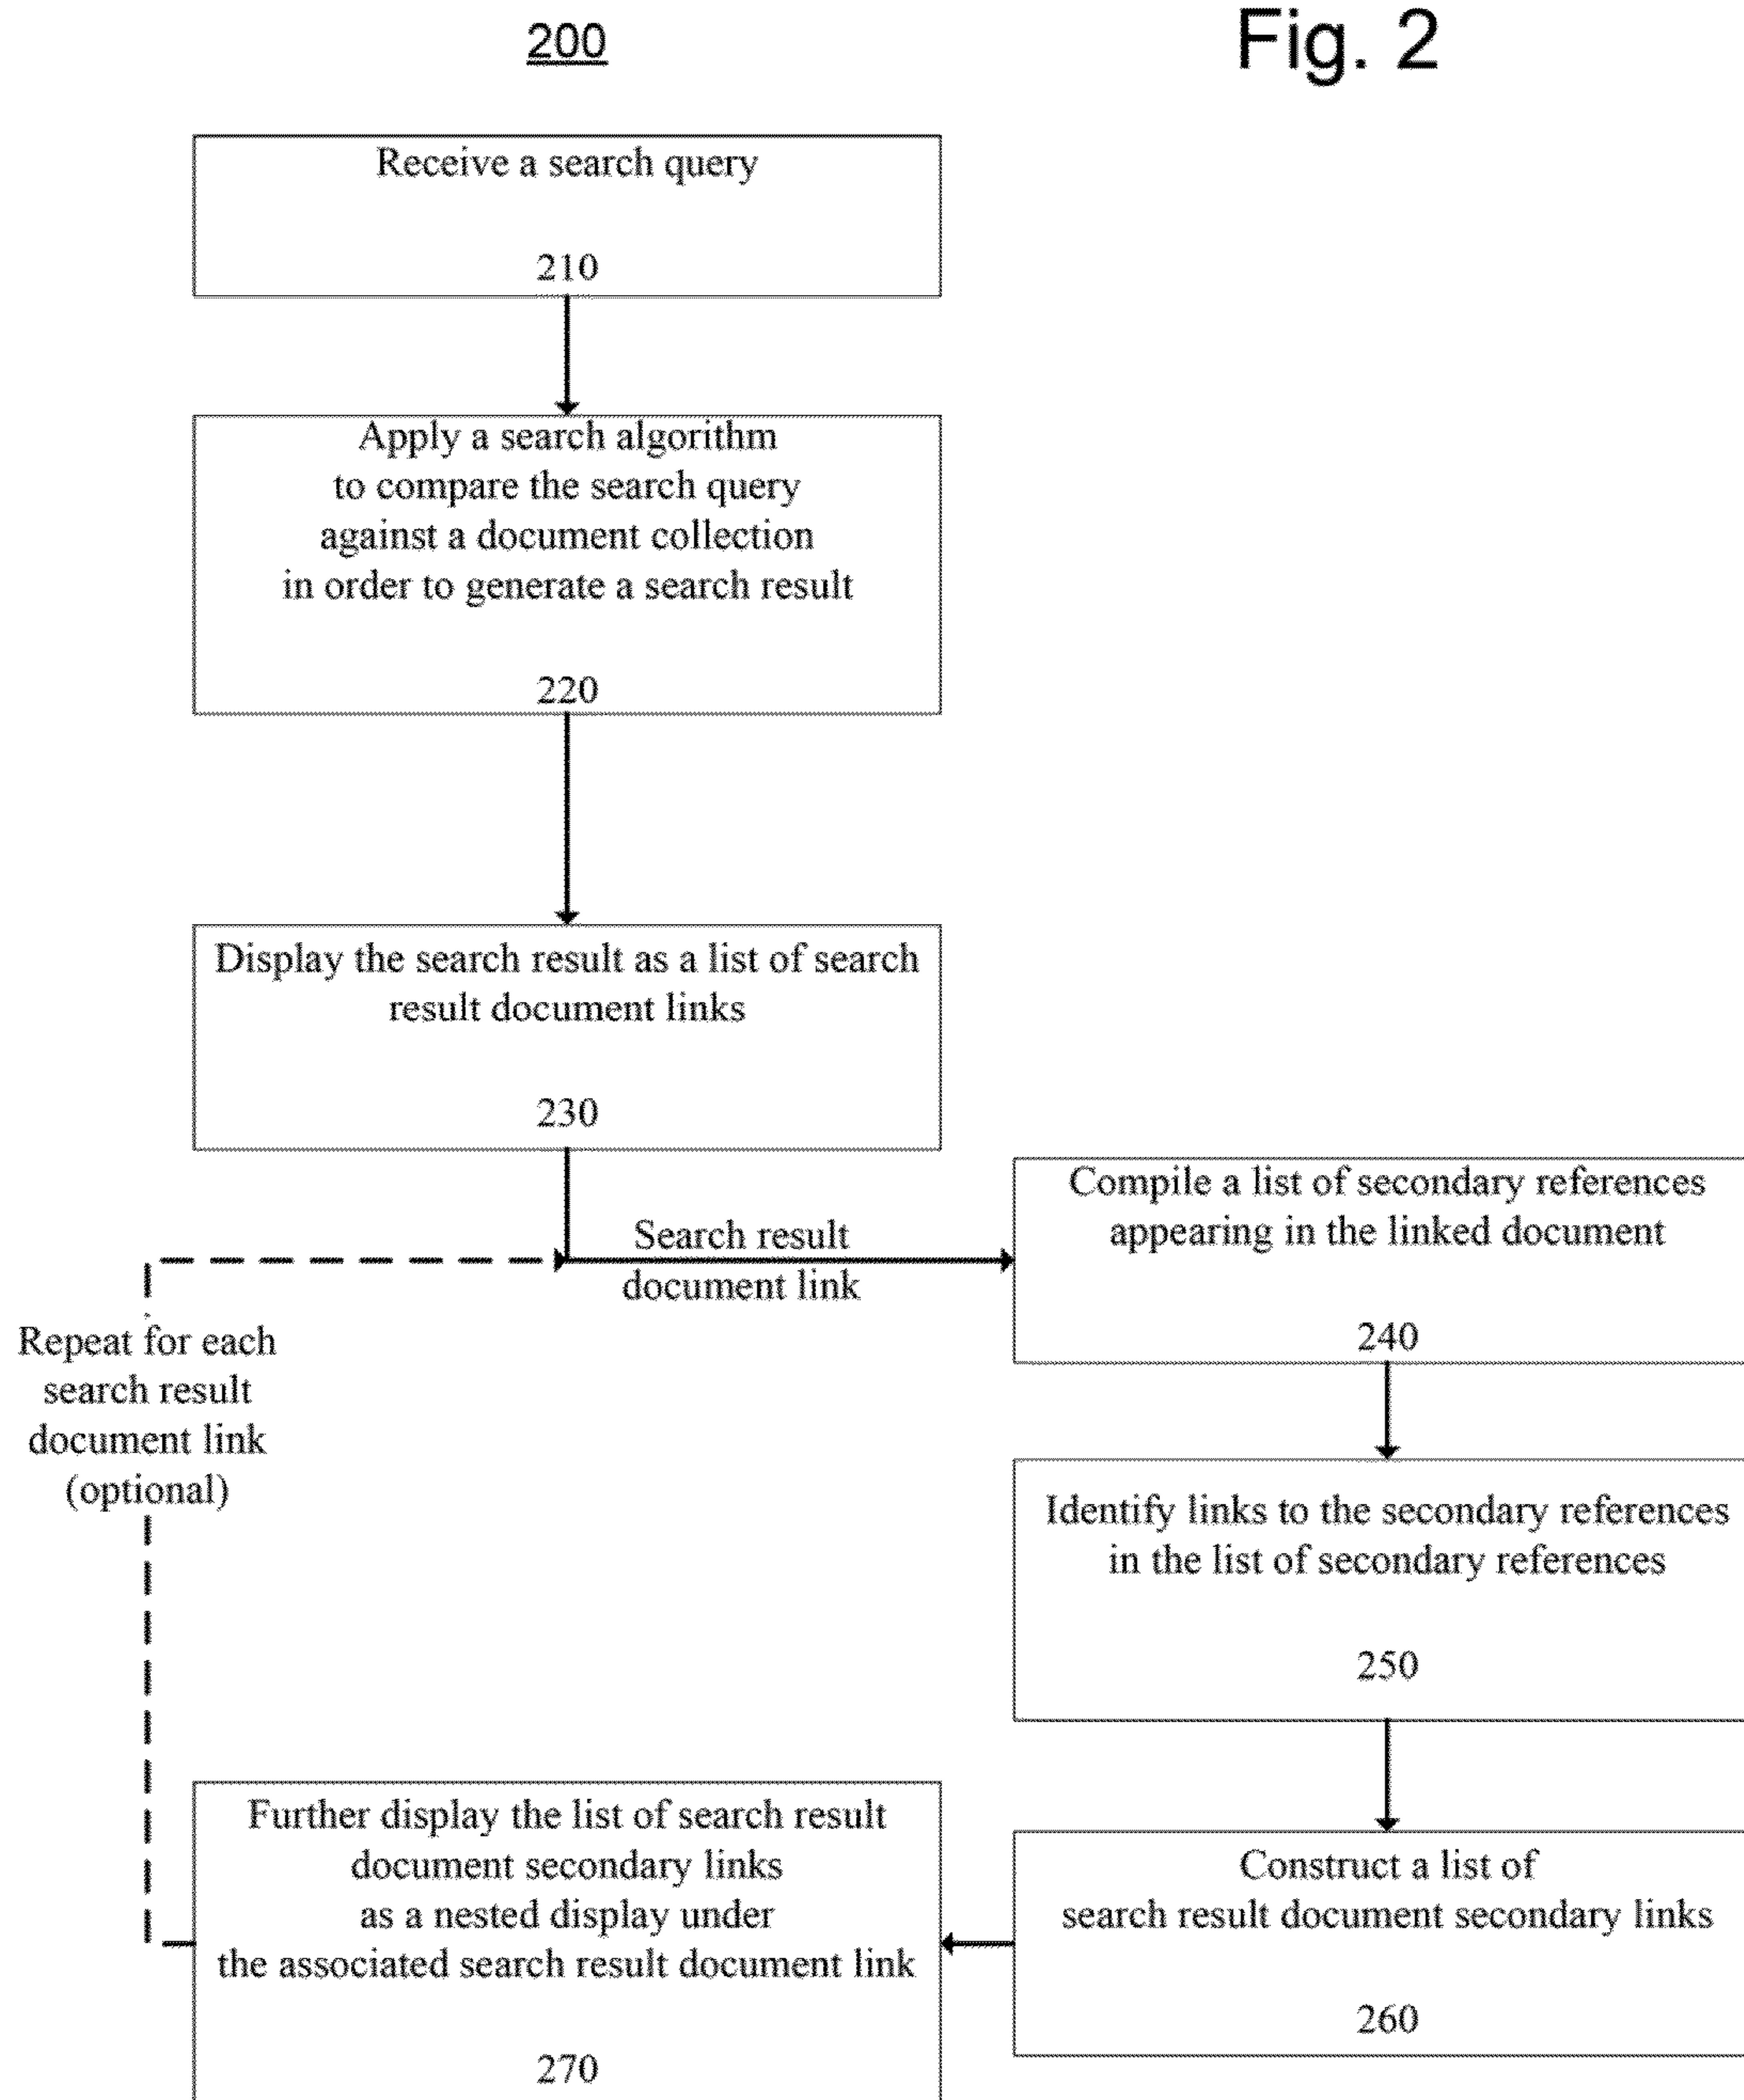 200
Fig. 2
Receive a search query
210
Apply a search algorithm
to compare the search query
against a document collection
in order to generate a search result
220
Display the search result as a list of search
result document links
230
Search result
document link
Compile a list of secondary references
appearing in the linked document
240
Repeat for each
search result
document link
(optional)
Identify links to the secondary references
in the list of secondary references
250
Construct a list of
search result document secondary links
260
Further display the list of search result
document secondary links
as a nested display under
the associated search result document link
270